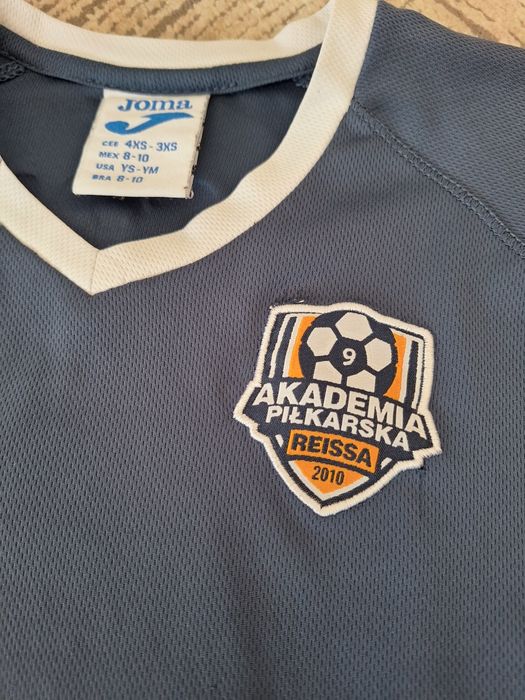 Joma
CEE 4XS - 3XS
MEX 8-10
USA YS-YM
BRA 8-10
9
AKADEMIA
PIŁKARSKA
REISSA
2010